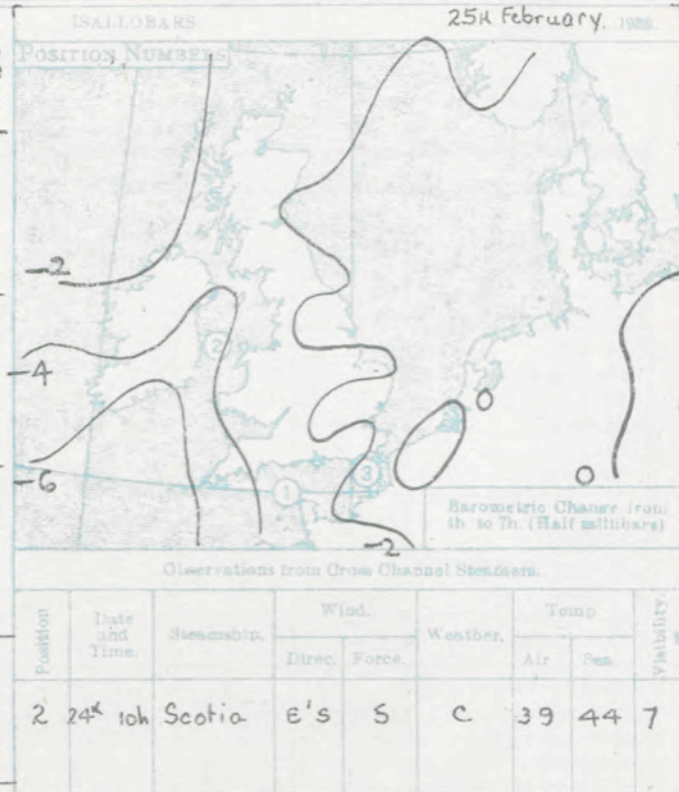 ISALLOBARS
25th February.
POSITION NUMBERS
-2
2
-4
0
-6
3
1
0
Barometric Change from
4h. to 7h. (Half millibars)
-2
Observations from Cross Channel Steamers.
Position Date and Time. Steamship. Wind. Direc. Force. Weather. Temp. Air Sea. Visibility.
2 24th 10h Scotia E'S 5 C 39 44 7